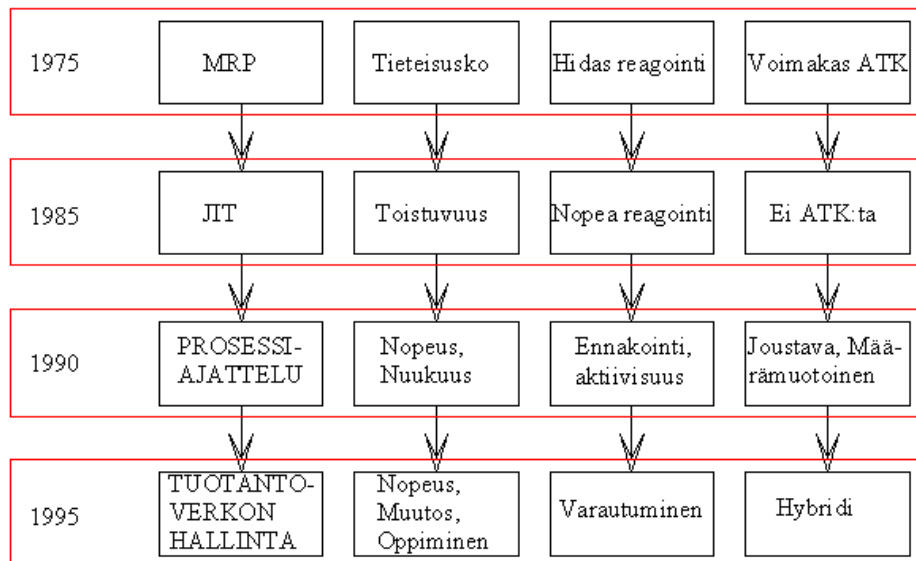 1975
MRP
Tieteisusko
Hidas reagointi
Voimakas ATK
1985
JIT
Toistuvuus
Nopea reagointi
Ei ATK:ta
1990
PROSESSI-
AJATTELU
Nopeus,
Nuukuus
Ennakointi,
aktiivisuus
Joustava, Mää-
rämuotoinen
1995
TUOTANTO-
VERKON
HALLINTA
Nopeus,
Muutos,
Oppiminen
Varautuminen
Hybridi